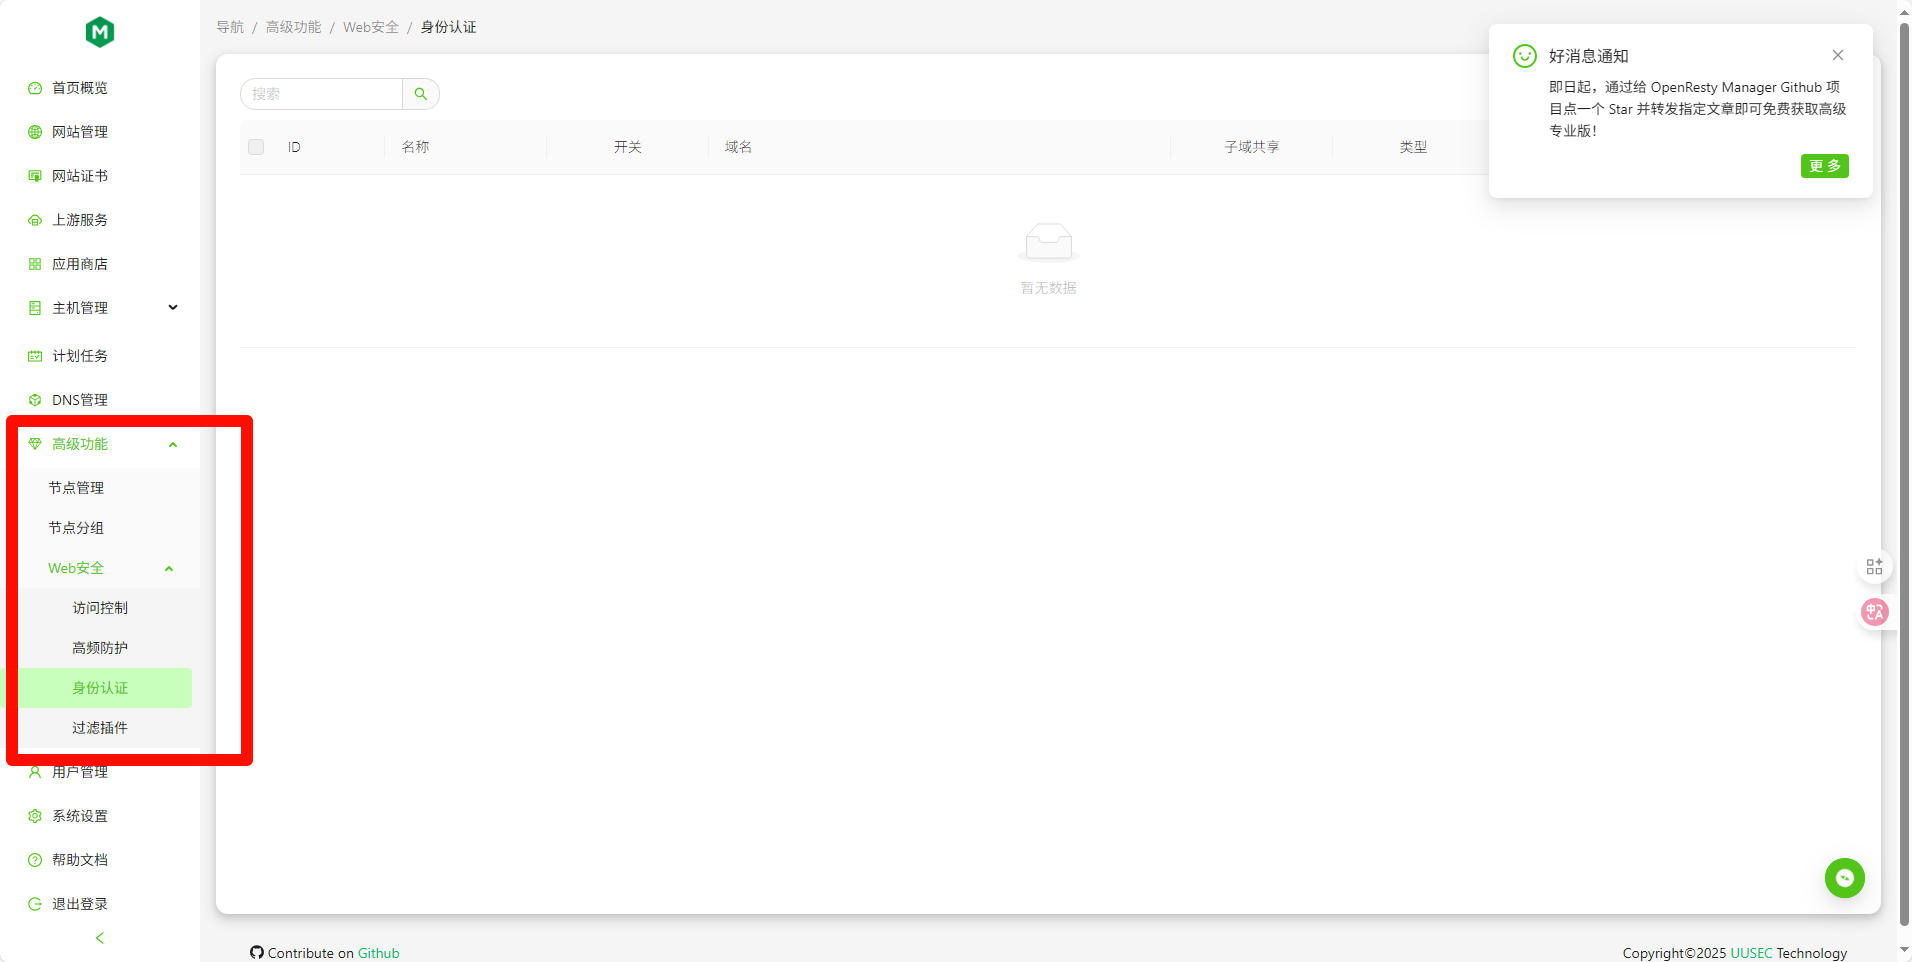 M
首页概览
网站管理
网站证书
上游服务
应用商店
主机管理
计划任务
DNS管理
高级功能
节点管理
节点分组
Web安全
访问控制
高频防护
身份认证
过滤插件
用户管理
系统设置
帮助文档
退出登录
导航 / 高级功能 / Web安全 / 身份认证
搜索
ID 名称 开关 域名 子域共享 类型
暂无数据
好消息通知
即日起，通过给 OpenResty Manager Github 项
目点一个 Star 并转发指定文章即可免费获取高级
专业版！
更多
中A
Contribute on Github
Copyright©2025 UUSEC Technology